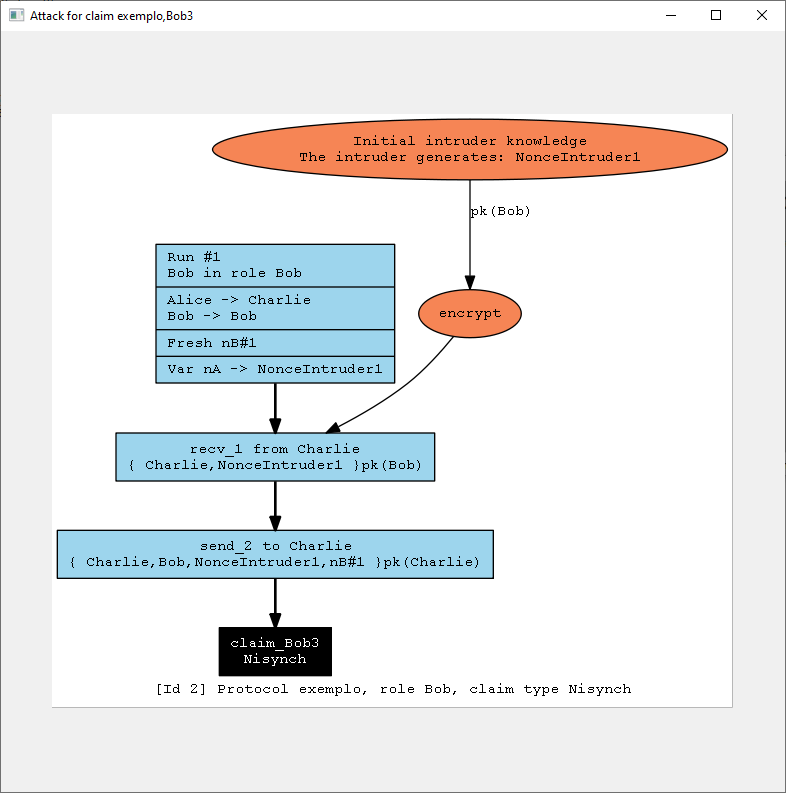 Attack for claim exemplo,Bob3
Initial intruder knowledge
The intruder generates: NonceIntruder1
pk(Bob)
Run #1
Bob in role Bob
Alice -> Charlie
Bob -> Bob
Fresh nB#1
Var nA -> NonceIntruder1
encrypt
recv_1 from Charlie
{ Charlie,NonceIntruder1 }pk(Bob)
send_2 to Charlie
{ Charlie,Bob,NonceIntruder1,nB#1 }pk(Charlie)
claim_Bob3
Nisynch
[Id 2] Protocol exemplo, role Bob, claim type Nisynch